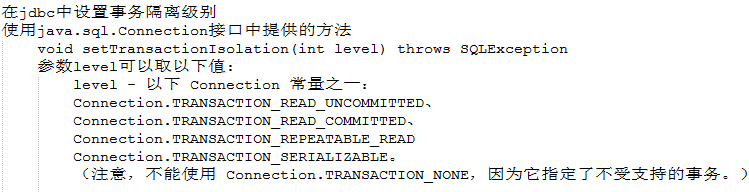 在jdbc中设置事务隔离级别
使用java.sql.Connection接口中提供的方法
void setTransactionIsolation(int level) throws SQLException
参数level可以取以下值：
level - 以下 Connection 常量之一：
Connection.TRANSACTION_READ_UNCOMMITTED、
Connection.TRANSACTION_READ_COMMITTED、
Connection.TRANSACTION_REPEATABLE_READ
Connection.TRANSACTION_SERIALIZABLE。
（注意，不能使用 Connection.TRANSACTION_NONE，因为它指定了不受支持的事务。）